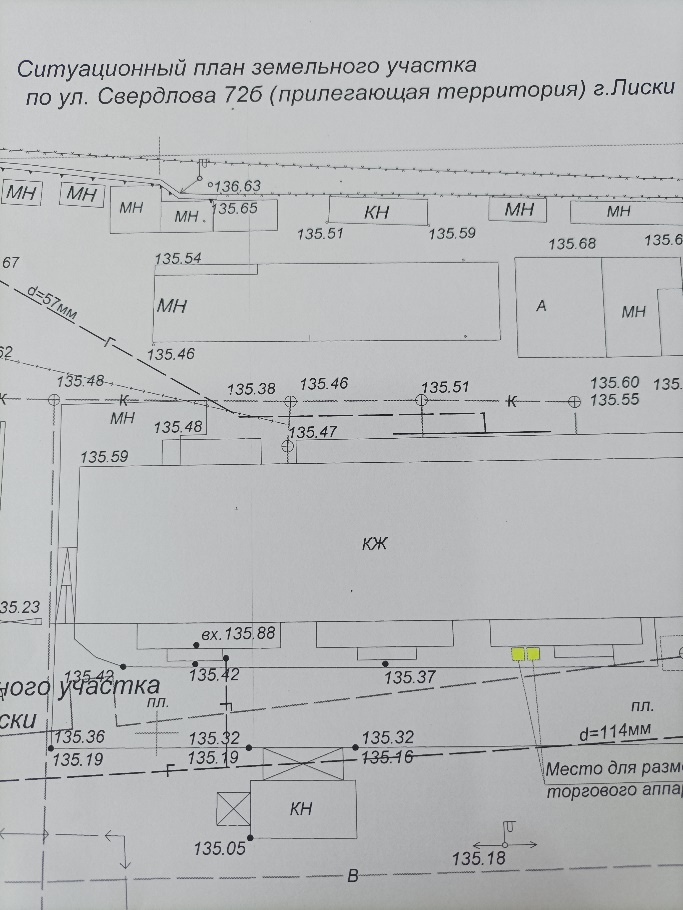 Ситуационный план земельного участка
по ул. Свердлова 72б (прилегающая территория) г.Лиски
136.63
МН МН МН МН 135.65 КН МН МН
135.51 135.59 135.68 135.6
67 135.54
d=57мм МН А МН
Г
62 135.46
135.48 135.38 135.46 135.51 135.60 135.
К К К 135.55
МН 135.48 135.47
135.59
КЖ
35.23
вх.135.88
135.42 135.42 135.37
ного участка
пл. пл.
ски
Г
135.36 135.32 135.32 d=114мм
135.19 135.19 135.16
Г
Место для разме
торгового аппар
КН
135.05
135.18
В